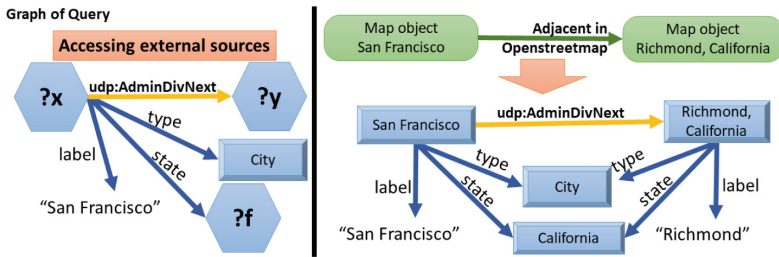 Graph of Query
Accessing external sources
?x
udp:AdminDivNext
?y
type
label
state
City
"San Francisco"
?f
Map object
San Francisco
Adjacent in
Openstreetmap
Map object
Richmond, California
San Francisco
udp:AdminDivNext
Richmond,
California
type
type
label
state
City
state
label
"San Francisco"
California
"Richmond"